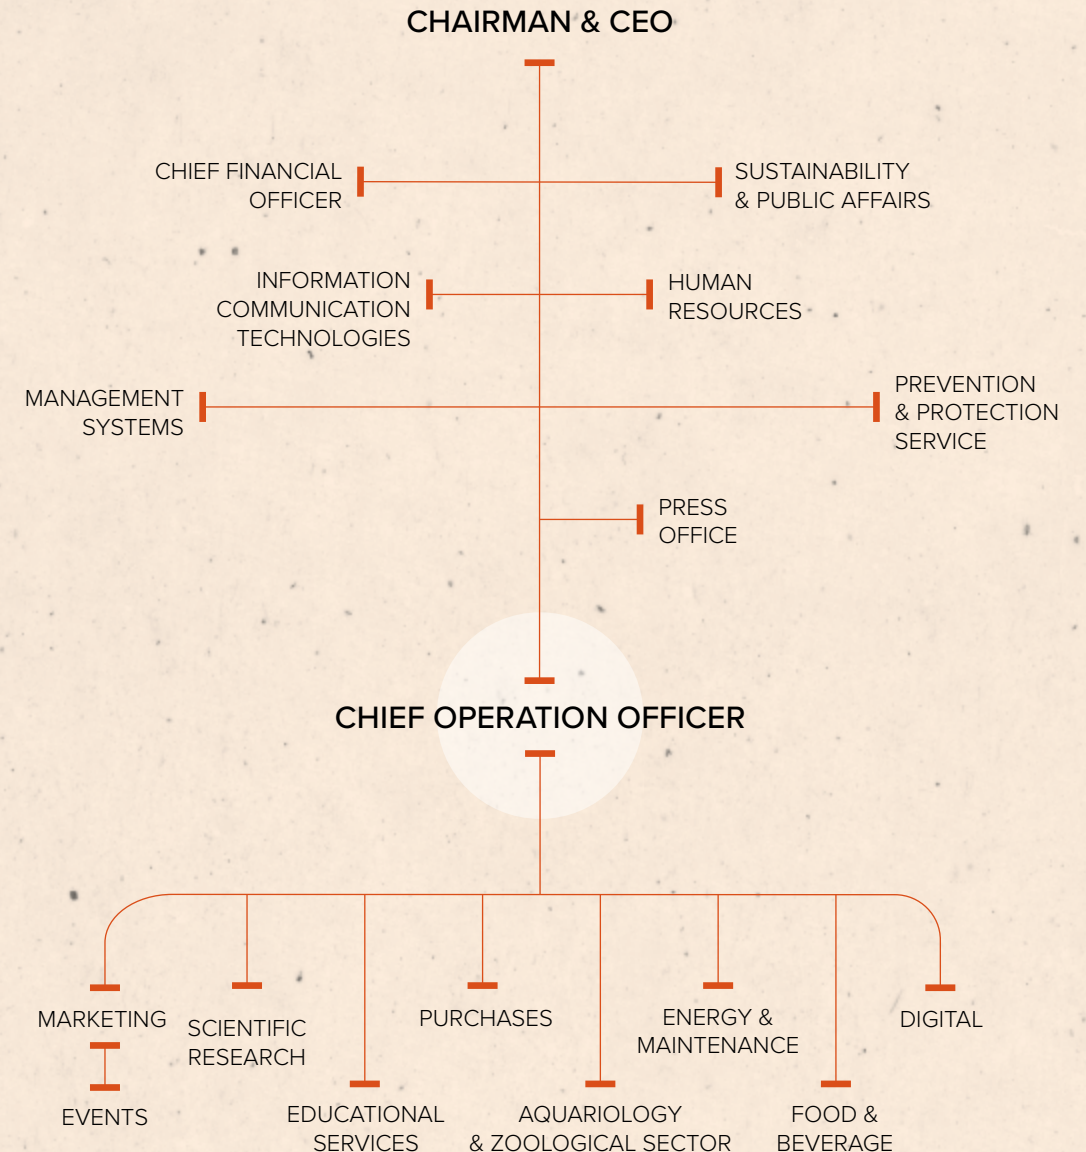 CHAIRMAN & CEO
CHIEF FINANCIAL
OFFICER
SUSTAINABILITY
& PUBLIC AFFAIRS
INFORMATION
COMMUNICATION
TECHNOLOGIES
HUMAN
RESOURCES
MANAGEMENT
SYSTEMS
PREVENTION
& PROTECTION
SERVICE
PRESS
OFFICE
CHIEF OPERATION OFFICER
MARKETING
SCIENTIFIC
RESEARCH
PURCHASES
ENERGY &
MAINTENANCE
DIGITAL
EVENTS
EDUCATIONAL
SERVICES
AQUARIOLOGY
& ZOOLOGICAL SECTOR
FOOD &
BEVERAGE